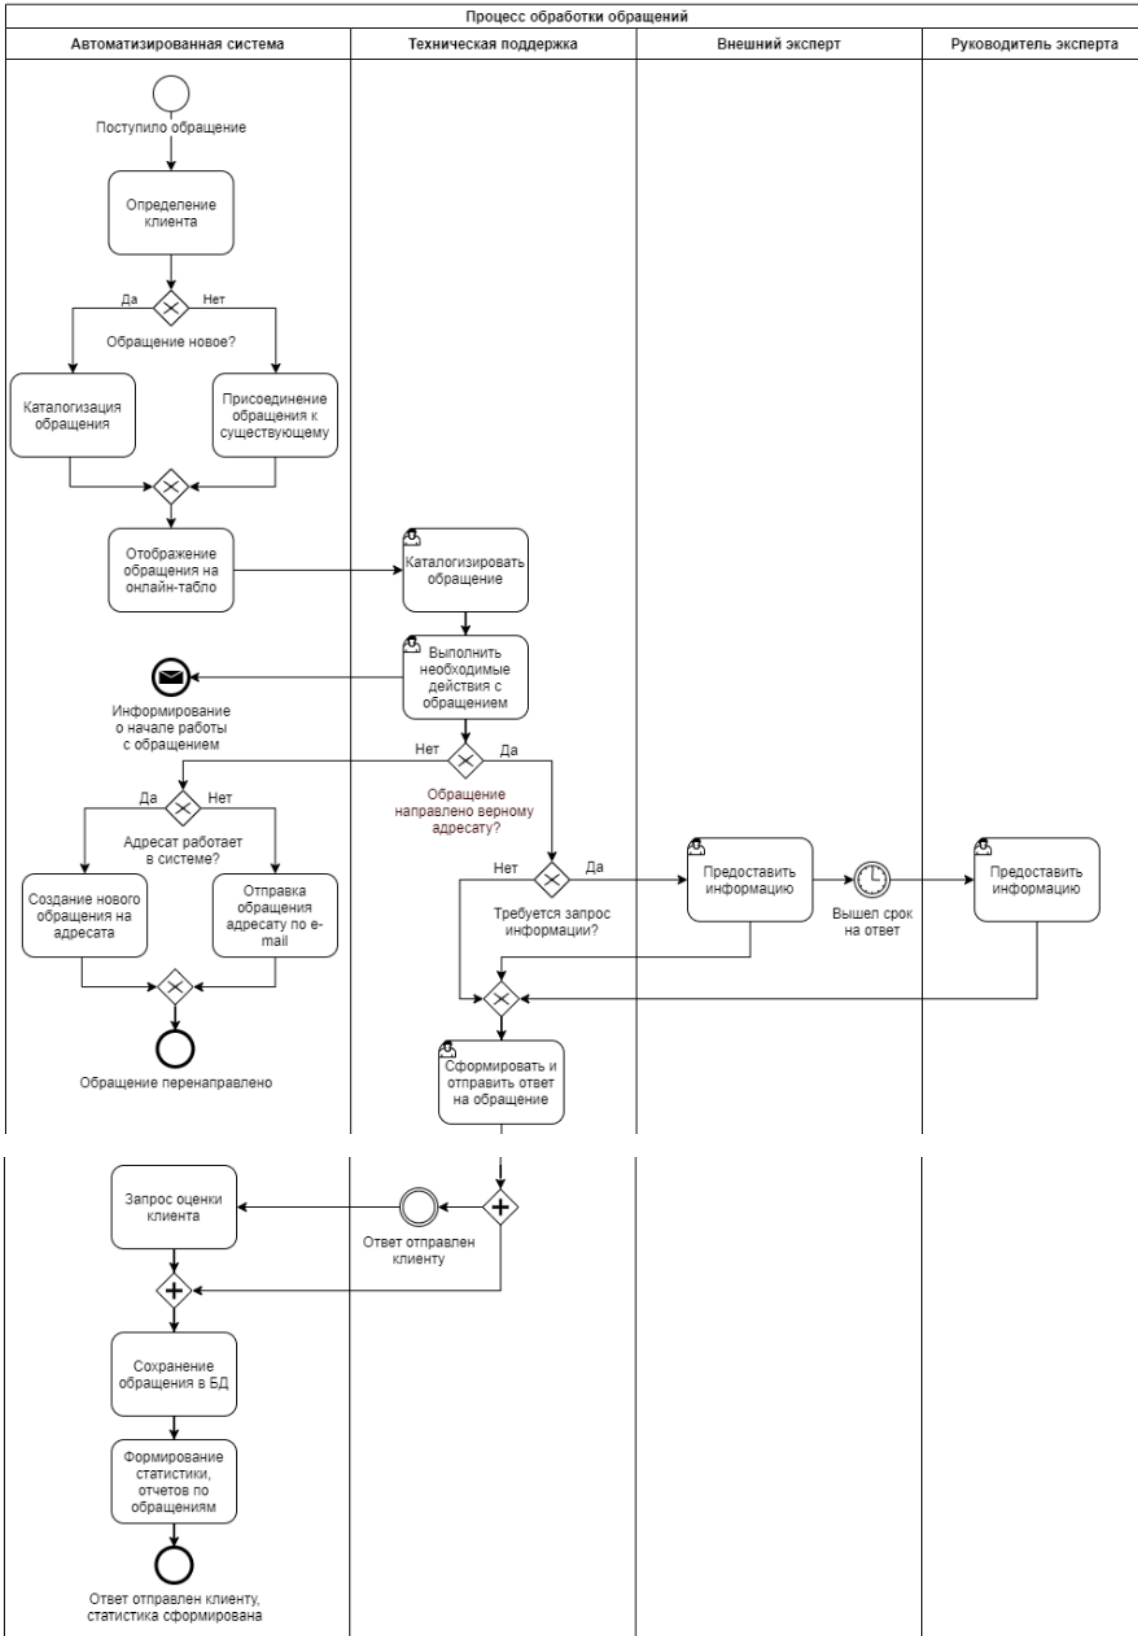 Процесс обработки обращений
Автоматизированная система
Техническая поддержка
Внешний эксперт
Руководитель эксперта
Поступило обращение
Определение
клиента
Да
Нет
Обращение новое?
Каталогизация
обращения
Присоединение
обращения к
существующему
Отображение
обращения на
онлайн-табло
Каталогизировать
обращение
Выполнить
необходимые
действия с
обращением
Информирование
о начале работы
с обращением
Нет
Да
Обращение
направлено верному
адресату?
Да
Нет
Адресат работает
в системе?
Создание нового
обращения на
адресата
Отправка
обращения
адресату по e-
mail
Нет
Да
Требуется запрос
информации?
Предоставить
информацию
Вышел срок
на ответ
Предоставить
информацию
Обращение перенаправлено
Сформировать и
отправить ответ
на обращение
Запрос оценки
клиента
Ответ отправлен
клиенту
Сохранение
обращения в БД
Формирование
статистики,
отчетов по
обращениям
Ответ отправлен клиенту,
статистика сформирована